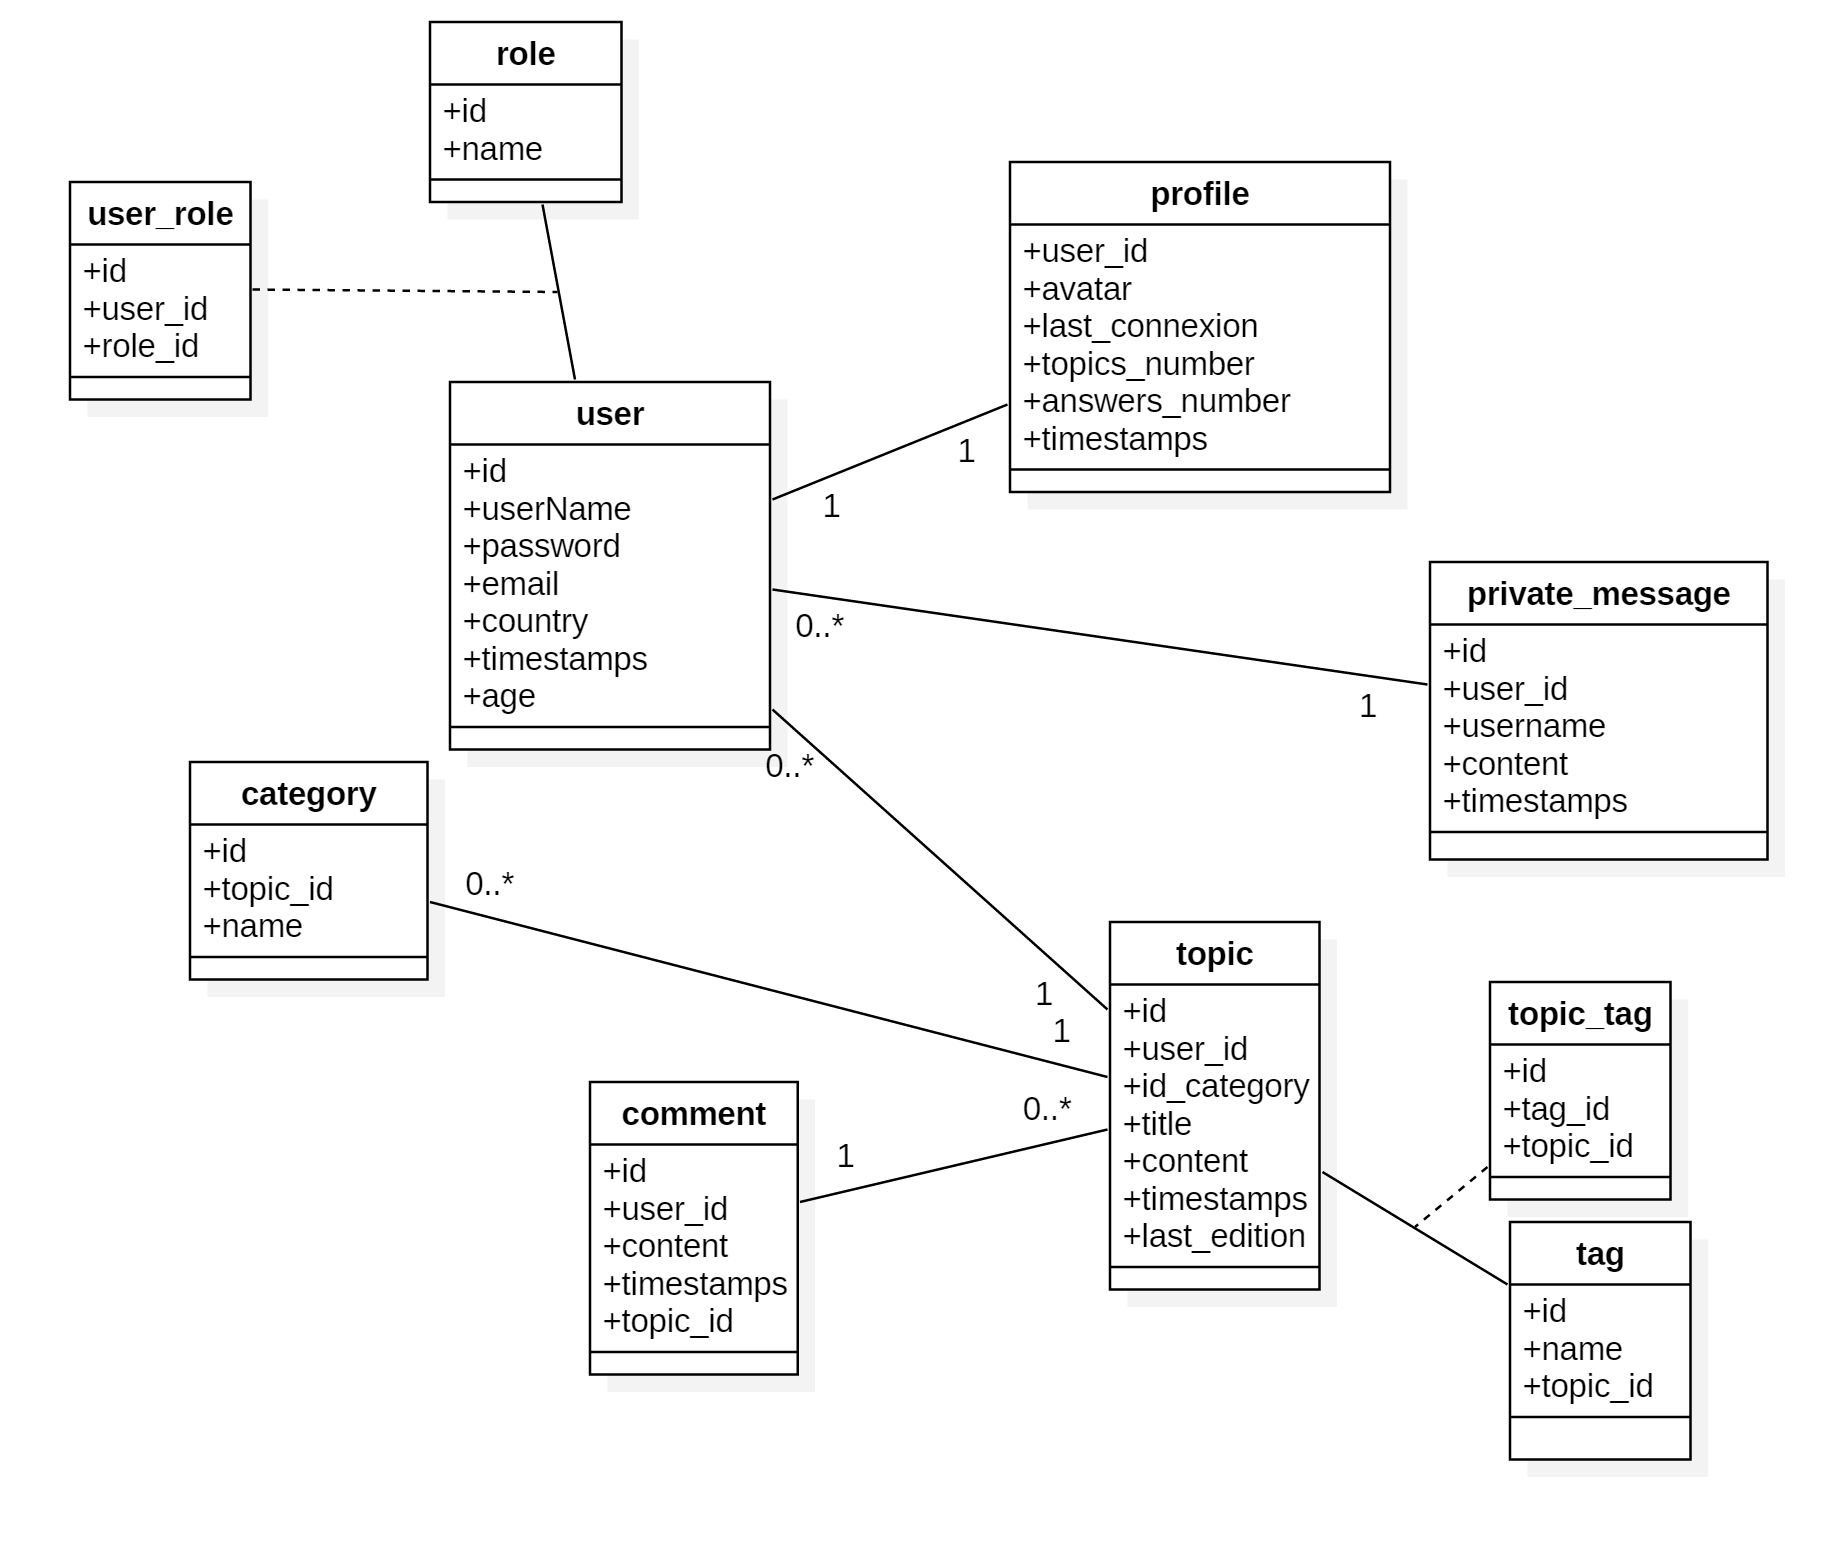 role
+id
+name
user_role
+id
+user_id
+role_id
profile
+user_id
+avatar
+last_connexion
+topics_number
+answers_number
+timestamps
user
+id
+userName
+password
+email
+country
+timestamps
+age
1
1
0..*
1
private_message
+id
+user_id
+username
+content
+timestamps
0..*
1
category
+id
+topic_id
+name
0..*
1
topic
+id
+user_id
+id_category
+title
+content
+timestamps
+last_edition
comment
+id
+user_id
+content
+timestamps
+topic_id
1
0..*
topic_tag
+id
+tag_id
+topic_id
tag
+id
+name
+topic_id